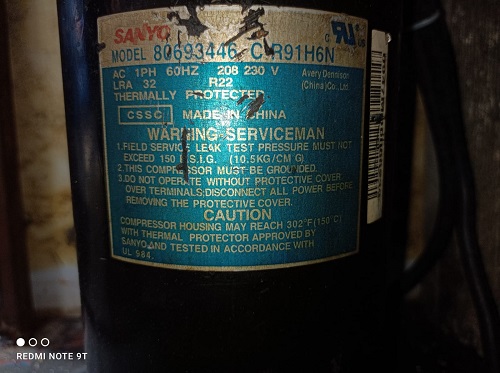 SANYO
MODEL 80693446 C-R91H6N
AC 1PH 60HZ 208 230 V
LRA 32 R22
THERMALLY PROTECTED
Avery Dennison
(China)Co., Ltd.
CSSC MADE IN CHINA
WARNING-SERVICEMAN
1.FIELD SERVICE LEAK TEST PRESSURE MUST NOT
EXCEED 150 P.S.I.G. (10.5KG/CM G)
2.THIS COMPRESSOR MUST BE GROUNDED.
3.DO NOT OPERATE WITHOUT PROTECTIVE COVER
OVER TERMINALS:DISCONNECT ALL POWER BEFORE
REMOVING THE PROTECTIVE COVER.
CAUTION
COMPRESSOR HOUSING MAY REACH 302°F(150°C)
WITH THERMAL PROTECTOR APPROVED BY
SANYO AND TESTED IN ACCORDANCE WITH
UL 984.
REDMI NOTE 9T